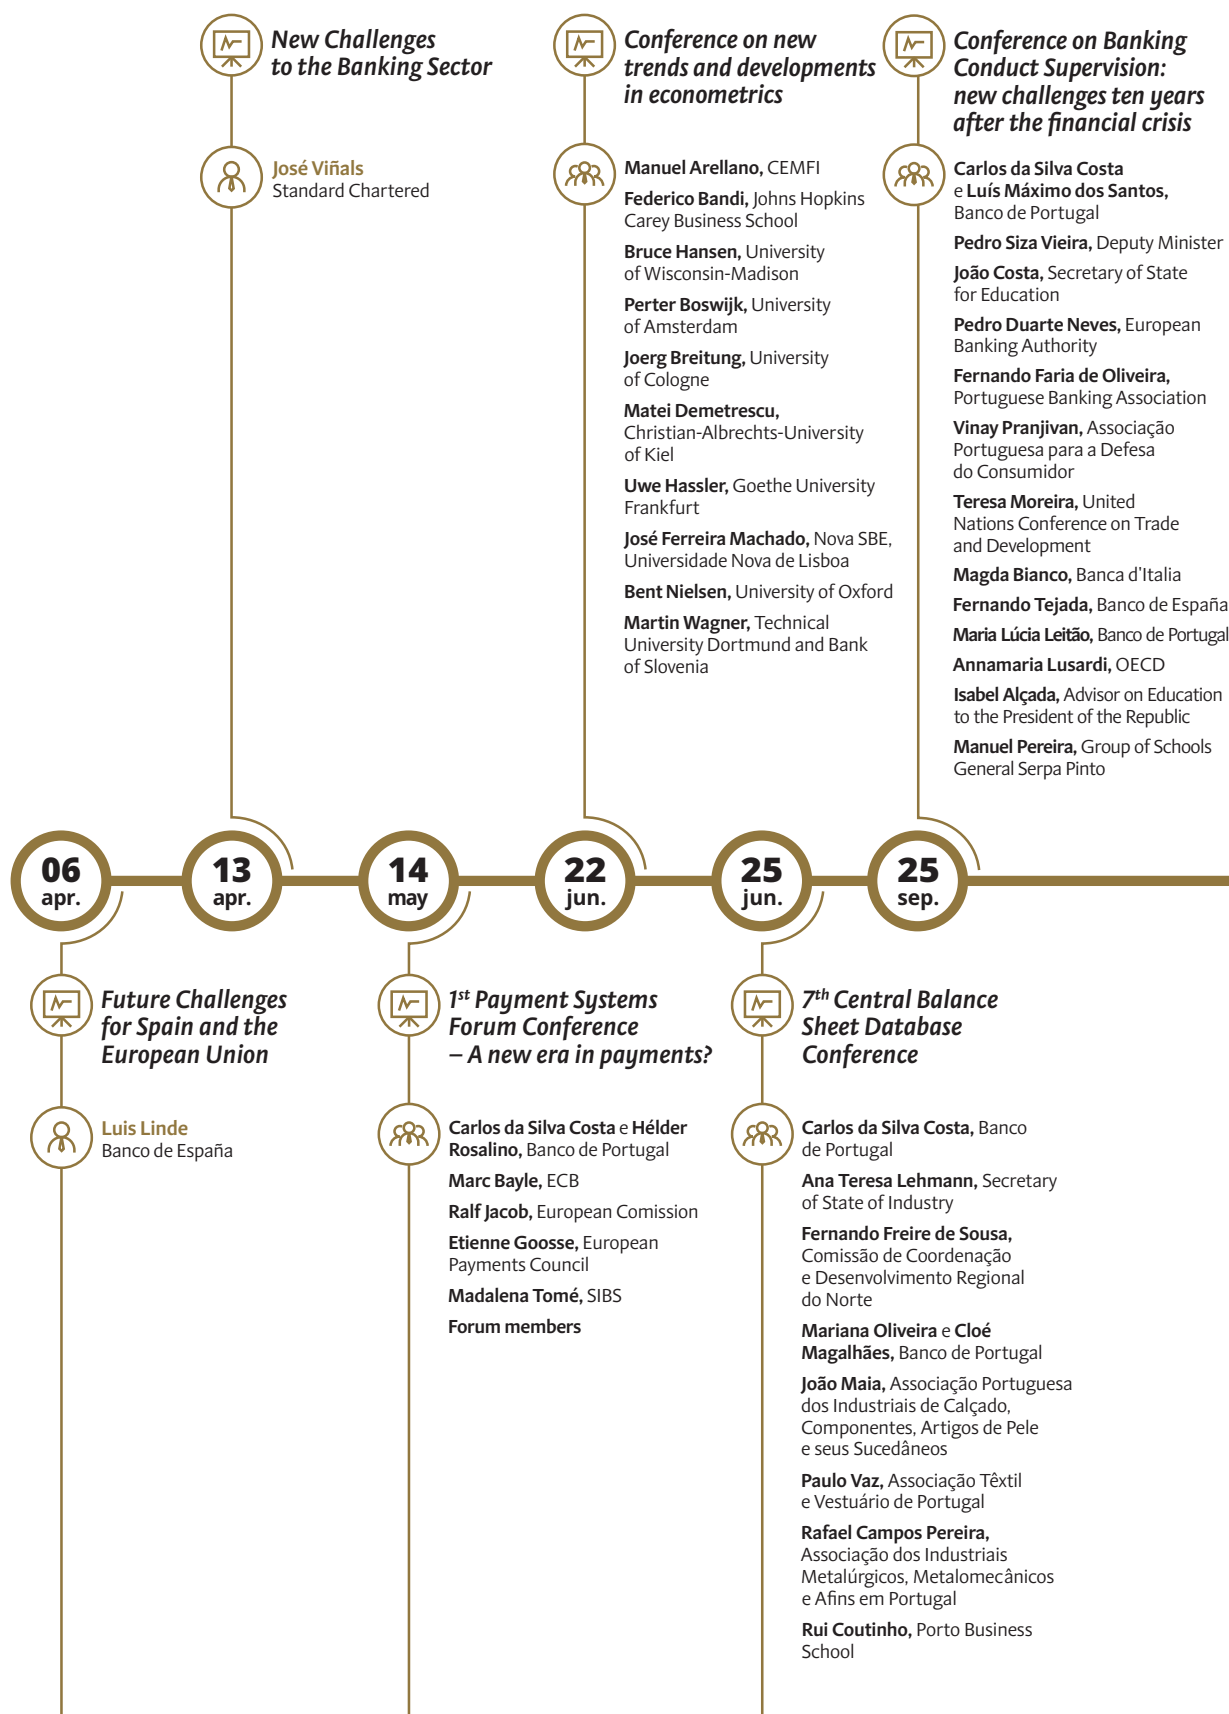 New Challenges
to the Banking Sector
José Viñals
Standard Chartered
Conference on new
trends and developments
in econometrics
Manuel Arellano, CEMFI
Federico Bandi, Johns Hopkins
Carey Business School
Bruce Hansen, University
of Wisconsin-Madison
Perter Boswijk, University
of Amsterdam
Joerg Breitung, University
of Cologne
Matei Demetrescu,
Christian-Albrechts-University
of Kiel
Uwe Hassler, Goethe University
Frankfurt
José Ferreira Machado, Nova SBE,
Universidade Nova de Lisboa
Bent Nielsen, University of Oxford
Martin Wagner, Technical
University Dortmund and Bank
of Slovenia
Conference on Banking
Conduct Supervision:
new challenges ten years
after the financial crisis
Carlos da Silva Costa
e Luís Máximo dos Santos,
Banco de Portugal
Pedro Siza Vieira, Deputy Minister
João Costa, Secretary of State
for Education
Pedro Duarte Neves, European
Banking Authority
Fernando Faria de Oliveira,
Portuguese Banking Association
Vinay Pranjivan, Associação
Portuguesa para a Defesa
do Consumidor
Teresa Moreira, United
Nations Conference on Trade
and Development
Magda Bianco, Banca d'Italia
Fernando Tejada, Banco de España
Maria Lúcia Leitão, Banco de Portugal
Annamaria Lusardi, OECD
Isabel Alçada, Advisor on Education
to the President of the Republic
Manuel Pereira, Group of Schools
General Serpa Pinto
06
apr.
13
apr.
14
may
22
jun.
25
jun.
25
sep.
Future Challenges
for Spain and the
European Union
Luis Linde
Banco de España
1st Payment Systems
Forum Conference
– A new era in payments?
Carlos da Silva Costa e Hélder
Rosalino, Banco de Portugal
Marc Bayle, ECB
Ralf Jacob, European Comission
Etienne Goosse, European
Payments Council
Madalena Tomé, SIBS
Forum members
7th Central Balance
Sheet Database
Conference
Carlos da Silva Costa, Banco
de Portugal
Ana Teresa Lehmann, Secretary
of State of Industry
Fernando Freire de Sousa,
Comissão de Coordenação
e Desenvolvimento Regional
do Norte
Mariana Oliveira e Cloé
Magalhães, Banco de Portugal
João Maia, Associação Portuguesa
dos Industriais de Calçado,
Componentes, Artigos de Pele
e seus Sucedâneos
Paulo Vaz, Associação Têxtil
e Vestuário de Portugal
Rafael Campos Pereira,
Associação dos Industriais
Metalúrgicos, Metalomecânicos
e Afins em Portugal
Rui Coutinho, Porto Business
School